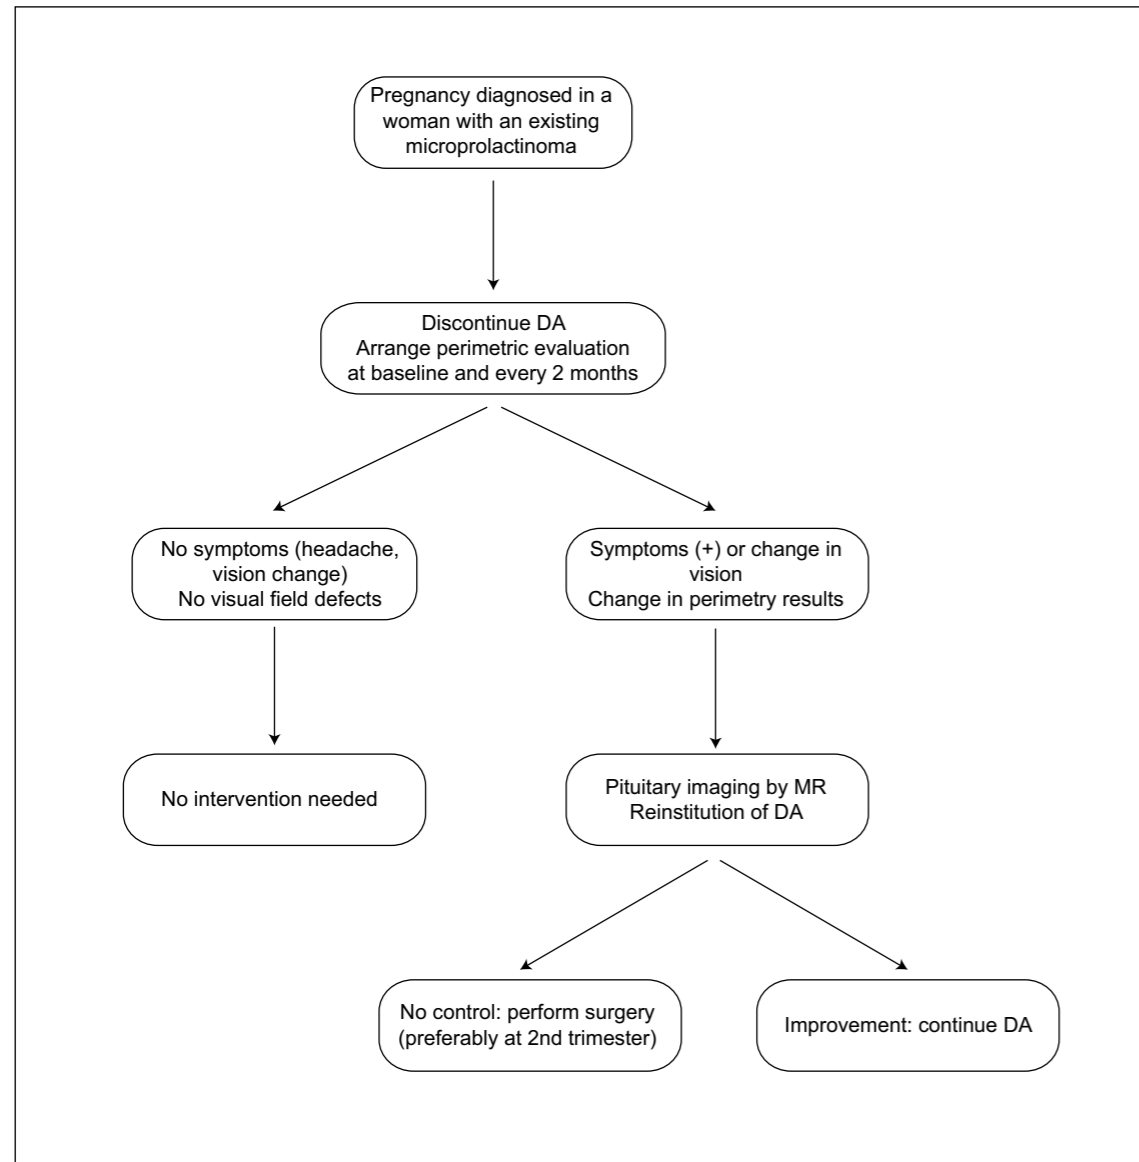 Pregnancy diagnosed in a
woman with an existing
microprolactinoma
Discontinue DA
Arrange perimetric evaluation
at baseline and every 2 months
No symptoms (headache,
vision change)
No visual field defects
Symptoms (+) or change in
vision
Change in perimetry results
No intervention needed
Pituitary imaging by MR
Reinstitution of DA
No control: perform surgery
(preferably at 2nd trimester)
Improvement: continue DA